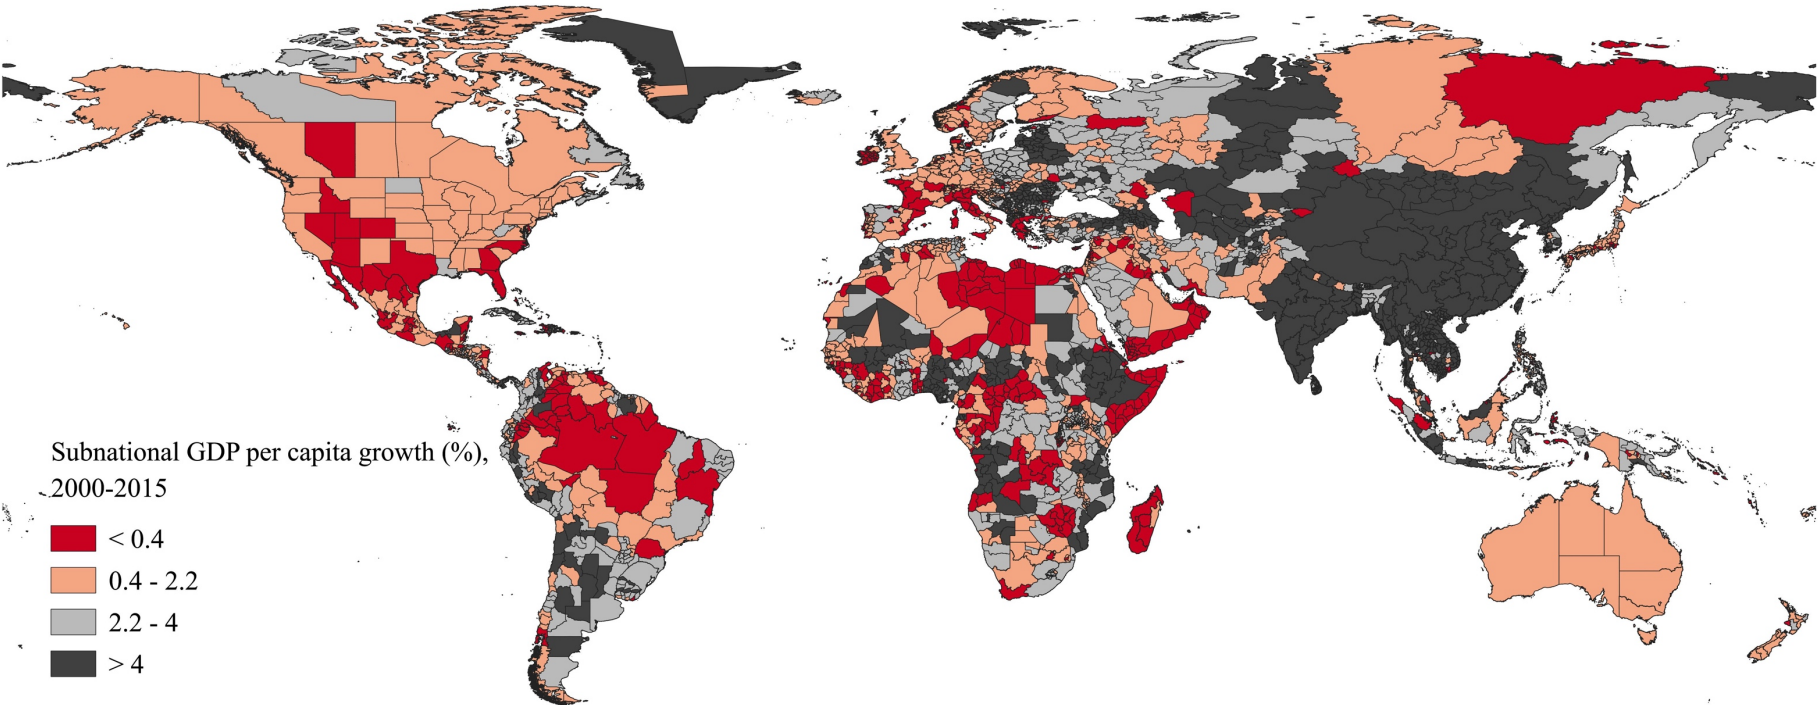 Subnational GDP per capita growth (%),
2000-2015
< 0.4
0.4 - 2.2
2.2 - 4
> 4